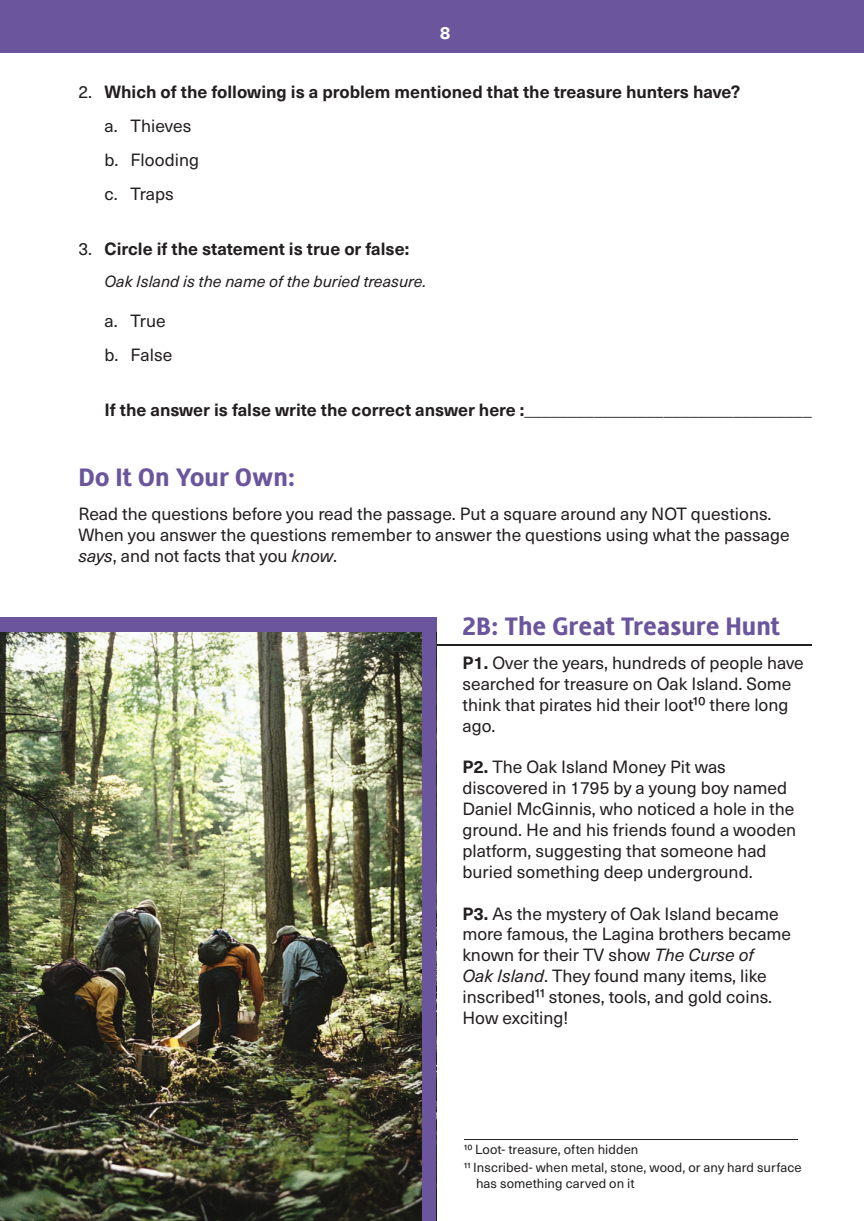 8
2. Which of the following is a problem mentioned that the treasure hunters have?
a. Thieves
b. Flooding
c. Traps
3. Circle if the statement is true or false:
Oak Island is the name of the buried treasure.
a. True
b. False
If the answer is false write the correct answer here :_______________________________
Do It On Your Own:
Read the questions before you read the passage. Put a square around any NOT questions.
When you answer the questions remember to answer the questions using what the passage
says, and not facts that you know.
2B: The Great Treasure Hunt
P1. Over the years, hundreds of people have
searched for treasure on Oak Island. Some
think that pirates hid their loot¹⁰ there long
ago.
P2. The Oak Island Money Pit was
discovered in 1795 by a young boy named
Daniel McGinnis, who noticed a hole in the
ground. He and his friends found a wooden
platform, suggesting that someone had
buried something deep underground.
P3. As the mystery of Oak Island became
more famous, the Lagina brothers became
known for their TV show The Curse of
Oak Island. They found many items, like
inscribed¹¹ stones, tools, and gold coins.
How exciting!
¹⁰ Loot- treasure, often hidden
¹¹ Inscribed- when metal, stone, wood, or any hard surface
has something carved on it